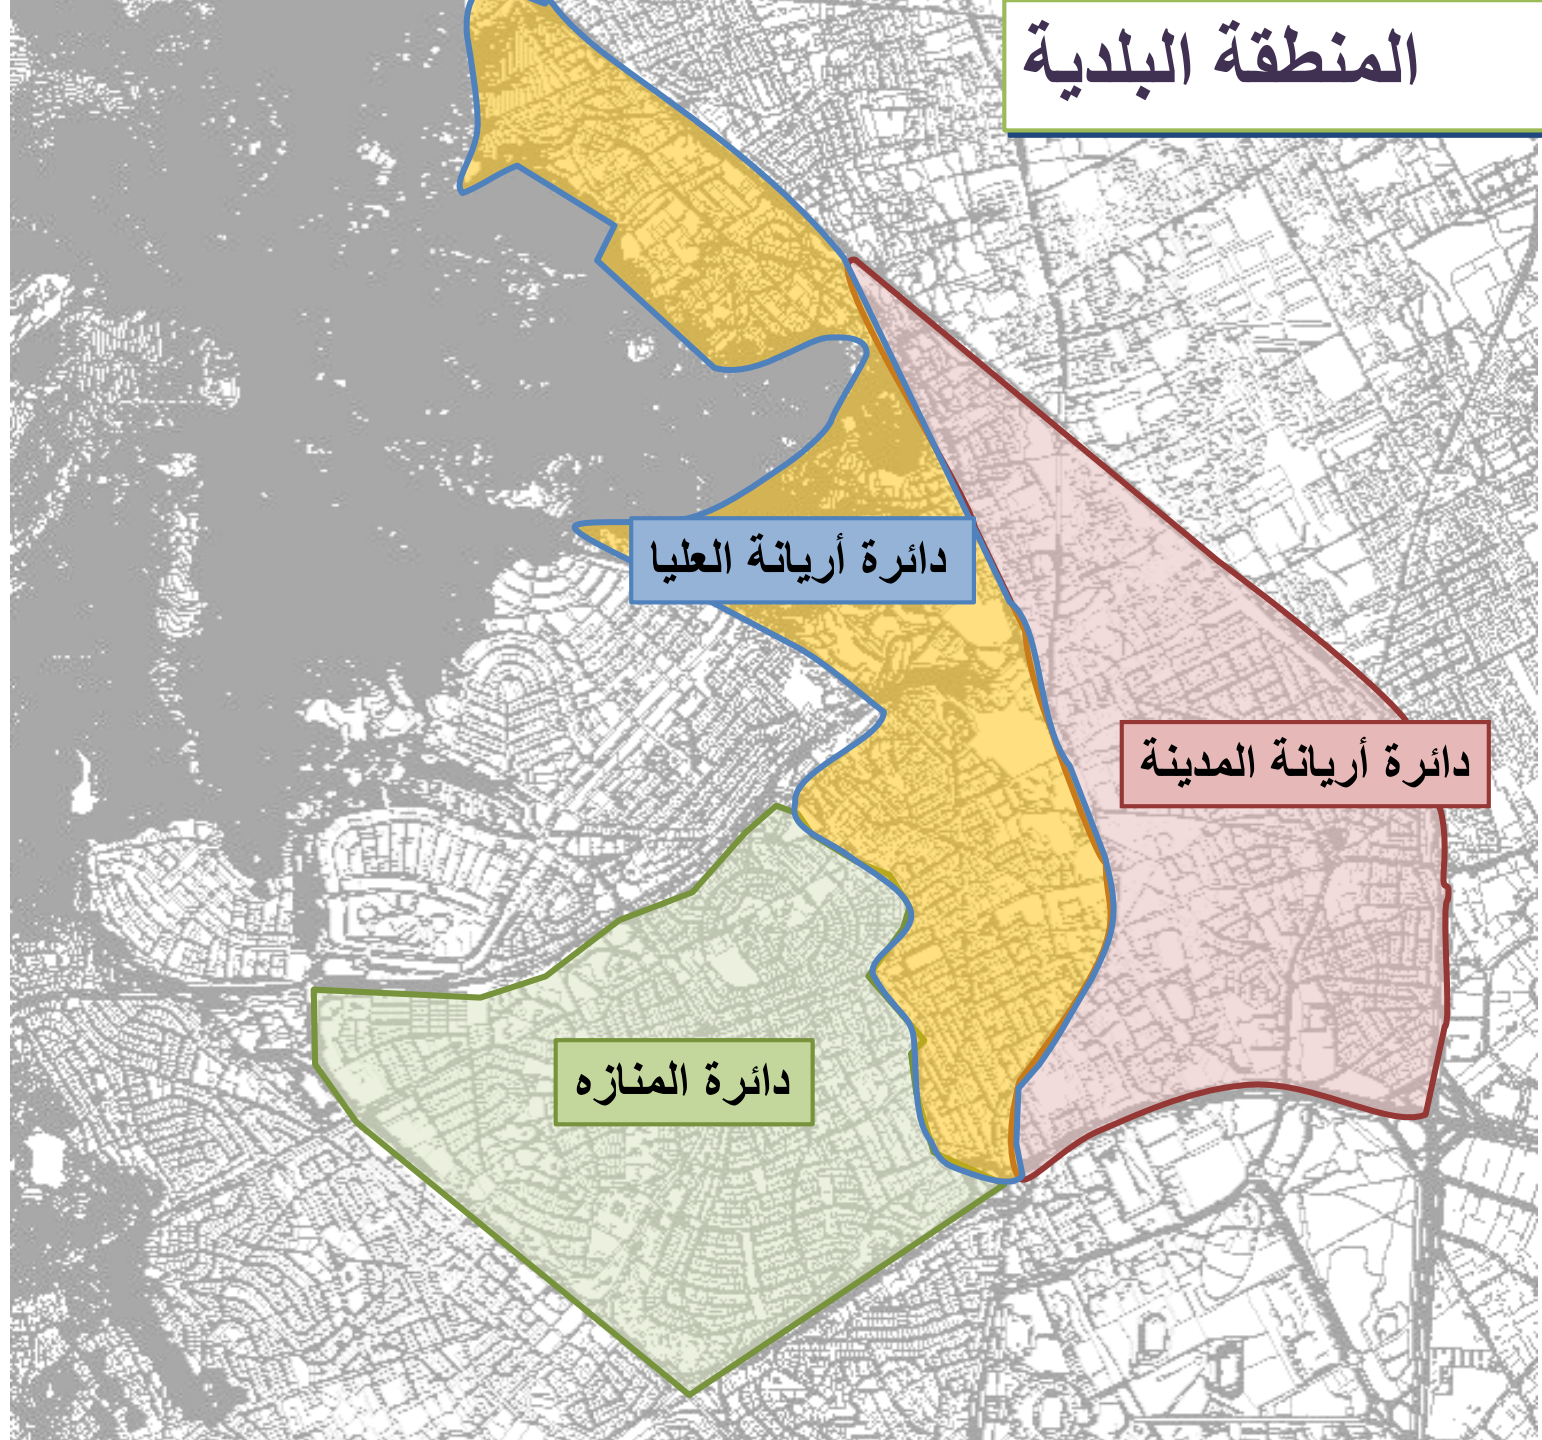 المنطقة البلدية
دائرة أريانة العليا
دائرة أريانة المدينة
دائرة المنازه